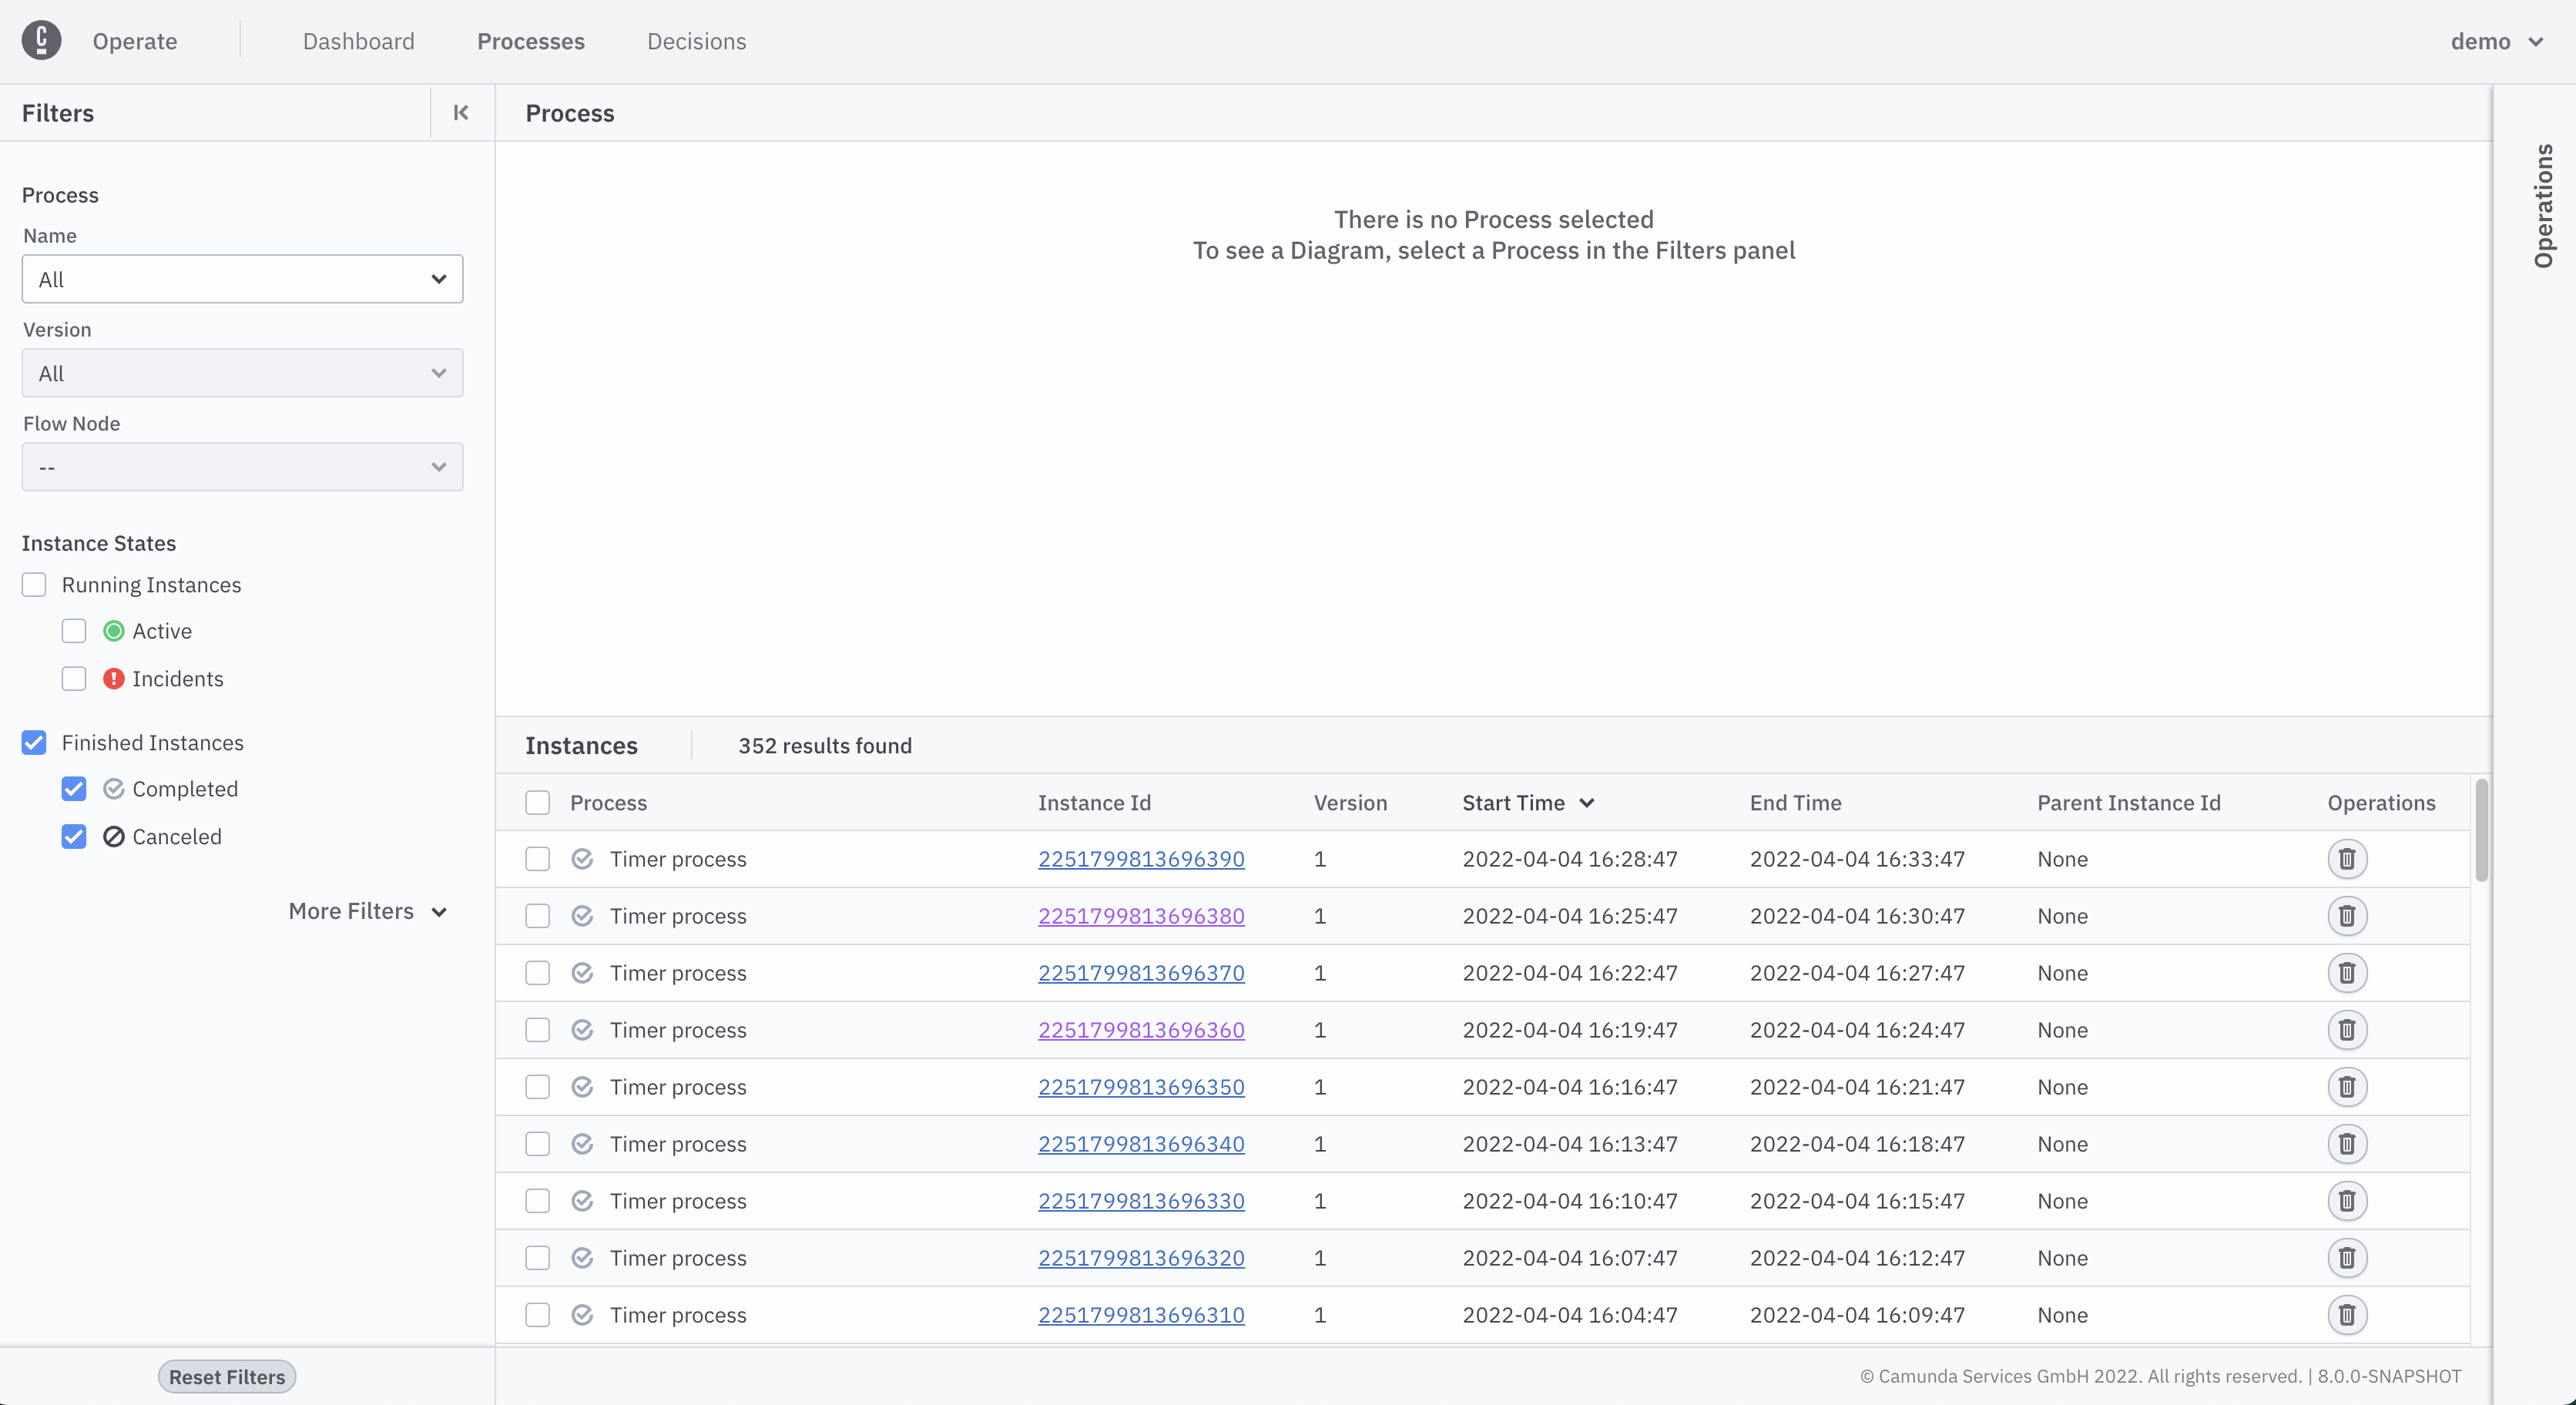 Operate
Dashboard
Processes
Decisions
demo
Filters
Process
Name
All
Version
All
Flow Node
--
Instance States
Running Instances
Active
Incidents
Finished Instances
Completed
Canceled
More Filters
Reset Filters
Process
There is no Process selected
To see a Diagram, select a Process in the Filters panel
Operations
Instances 352 results found
Process Instance Id Version Start Time End Time Parent Instance Id Operations
Timer process 2251799813696390 1 2022-04-04 16:28:47 2022-04-04 16:33:47 None
Timer process 2251799813696380 1 2022-04-04 16:25:47 2022-04-04 16:30:47 None
Timer process 2251799813696370 1 2022-04-04 16:22:47 2022-04-04 16:27:47 None
Timer process 2251799813696360 1 2022-04-04 16:19:47 2022-04-04 16:24:47 None
Timer process 2251799813696350 1 2022-04-04 16:16:47 2022-04-04 16:21:47 None
Timer process 2251799813696340 1 2022-04-04 16:13:47 2022-04-04 16:18:47 None
Timer process 2251799813696330 1 2022-04-04 16:10:47 2022-04-04 16:15:47 None
Timer process 2251799813696320 1 2022-04-04 16:07:47 2022-04-04 16:12:47 None
Timer process 2251799813696310 1 2022-04-04 16:04:47 2022-04-04 16:09:47 None
© Camunda Services GmbH 2022. All rights reserved. | 8.0.0-SNAPSHOT